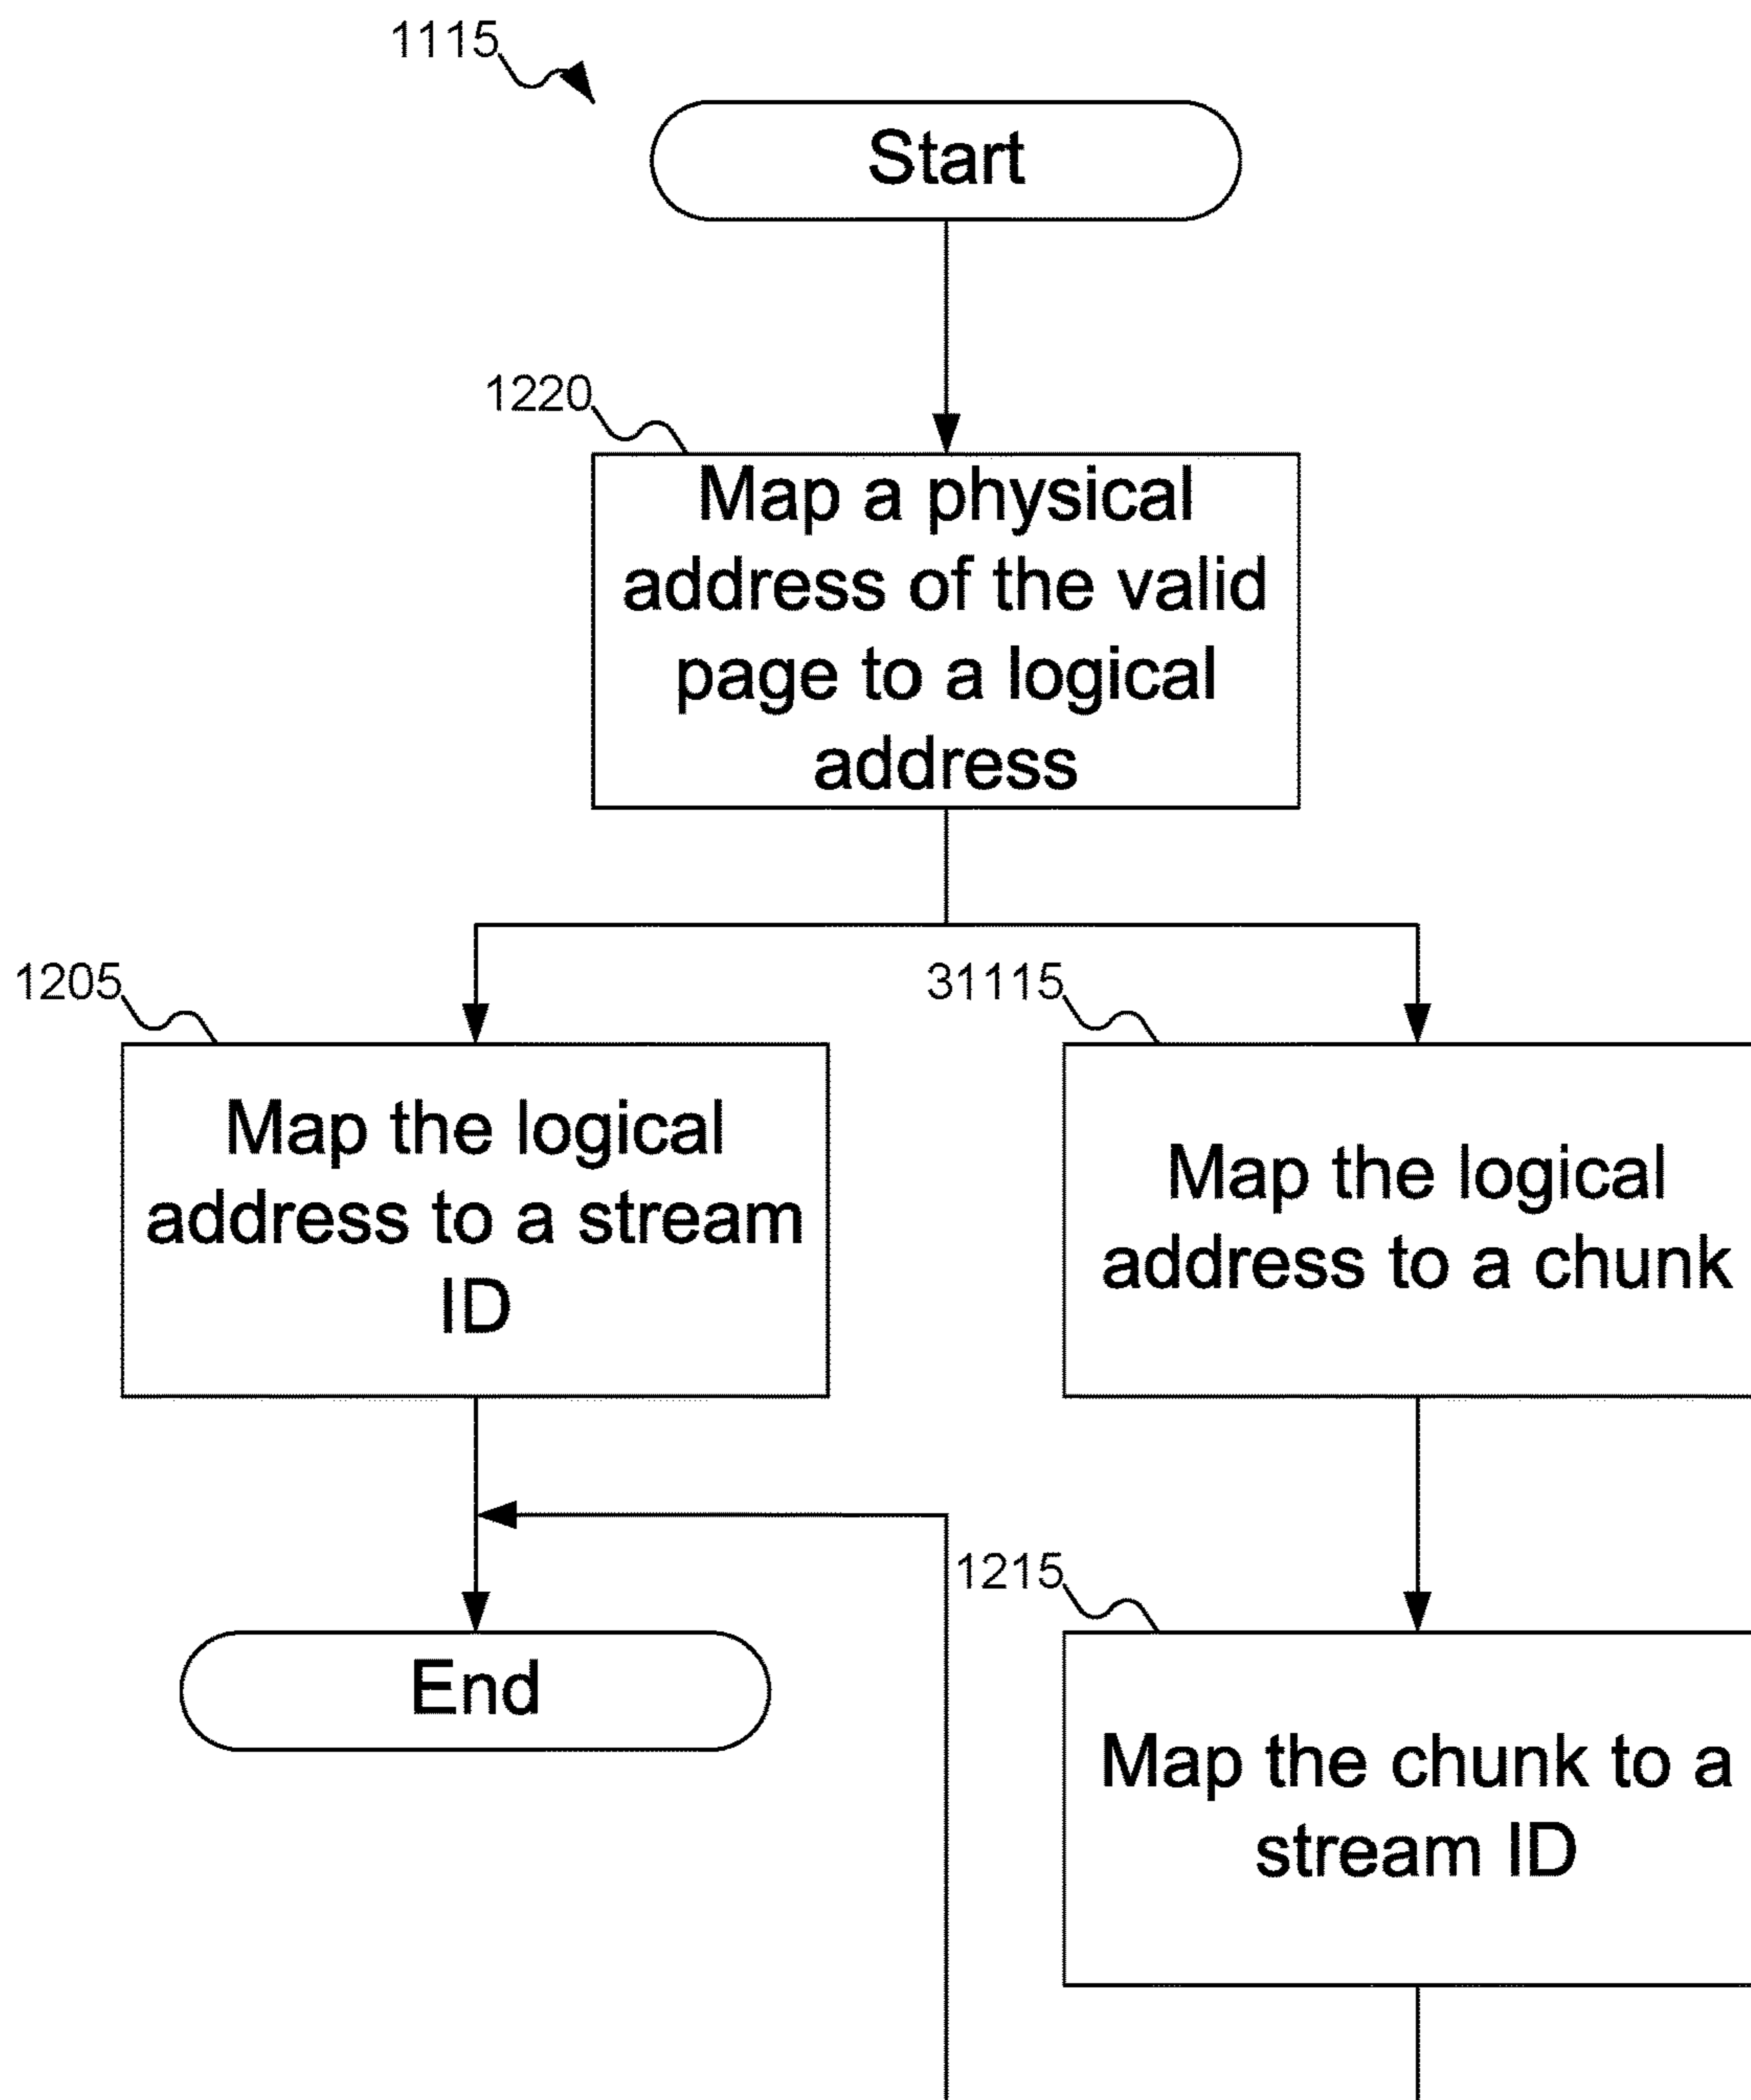 1115
Start
1220
Map a physical
address of the valid
page to a logical
address
1205
Map the logical
address to a stream
ID
31115
Map the logical
address to a chunk
End
1215
Map the chunk to a
stream ID